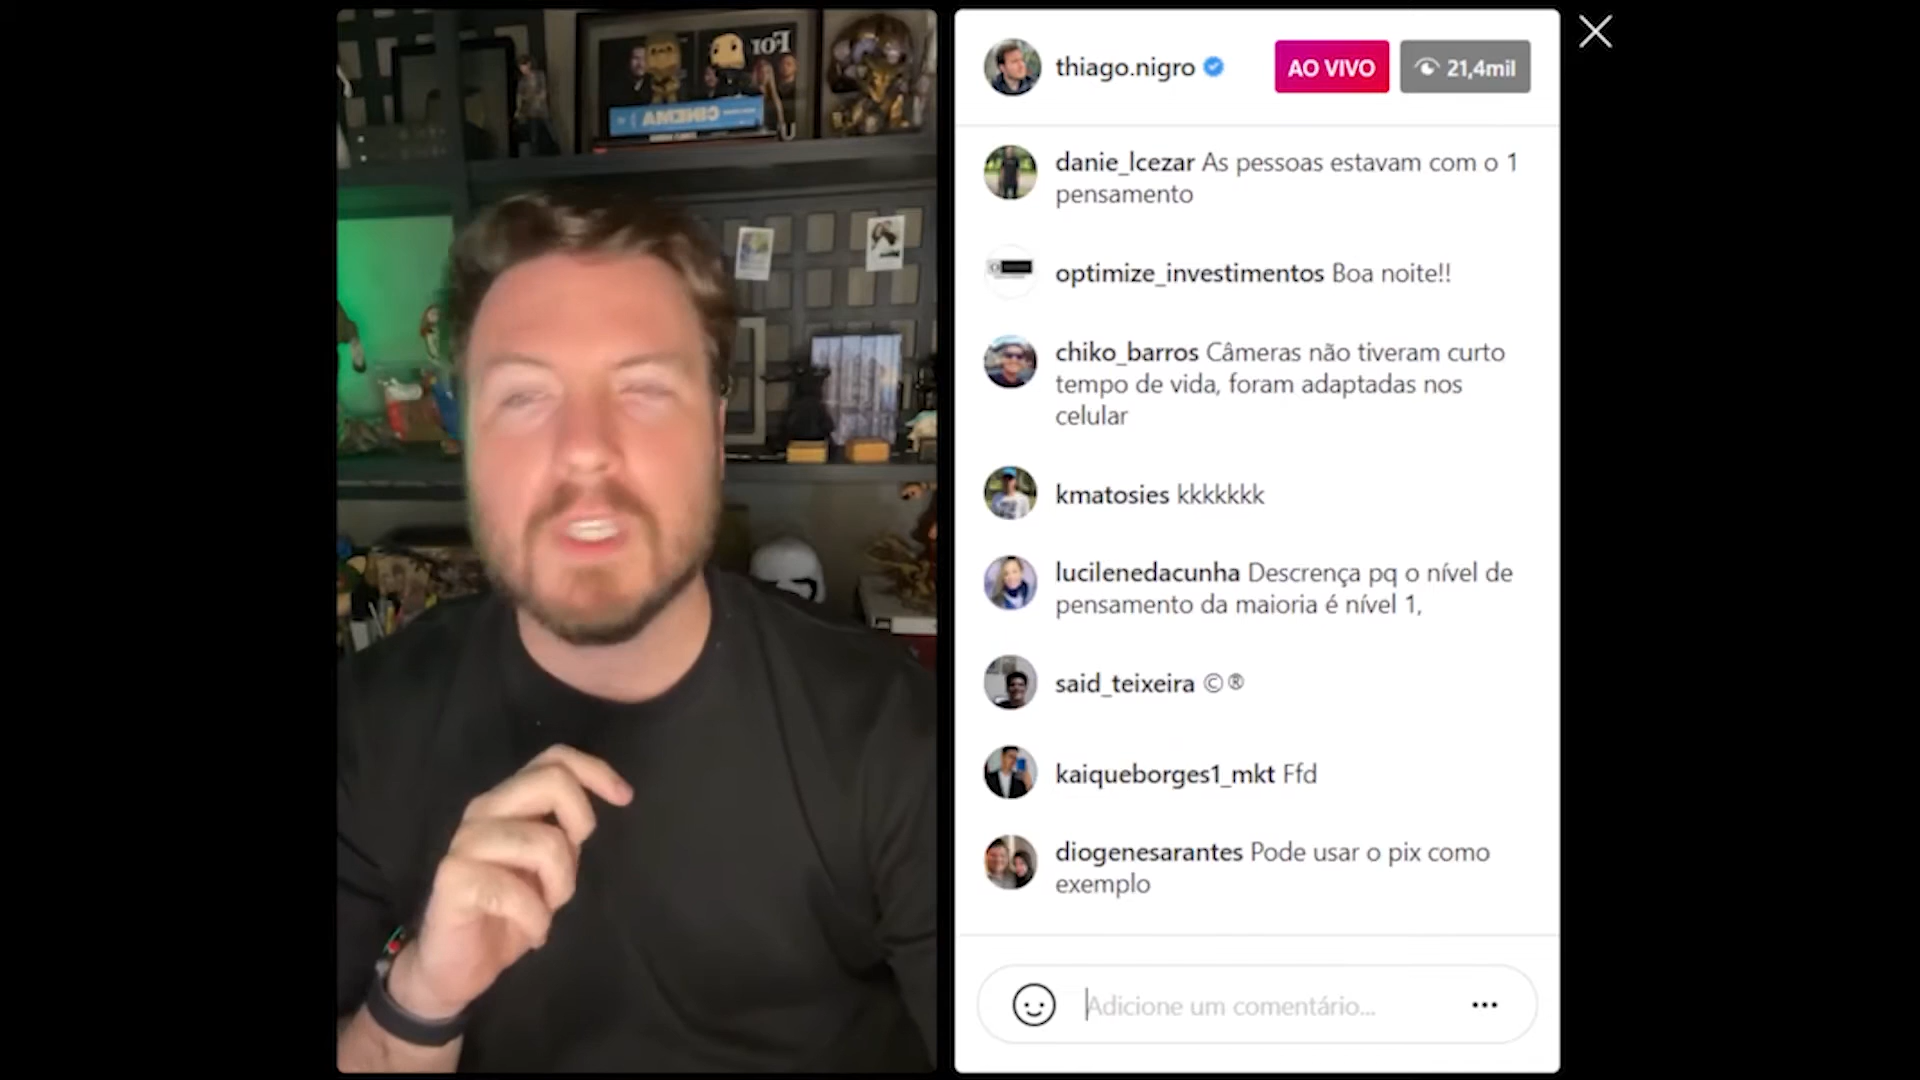 For
CINEMA
thiago.nigro
AO VIVO
21,4mil
danie_lcezar As pessoas estavam com o 1
pensamento
optimize_investimentos Boa noite!!
chiko_barros Câmeras não tiveram curto
tempo de vida, foram adaptadas nos
celular
kmatosies kkkkkkk
lucilenedacunha Descrença pq o nível de
pensamento da maioria é nível 1,
said_teixeira ©®
kaiqueborges1_mkt Ffd
diogenesarantes Pode usar o pix como
exemplo
Adicione um comentário...